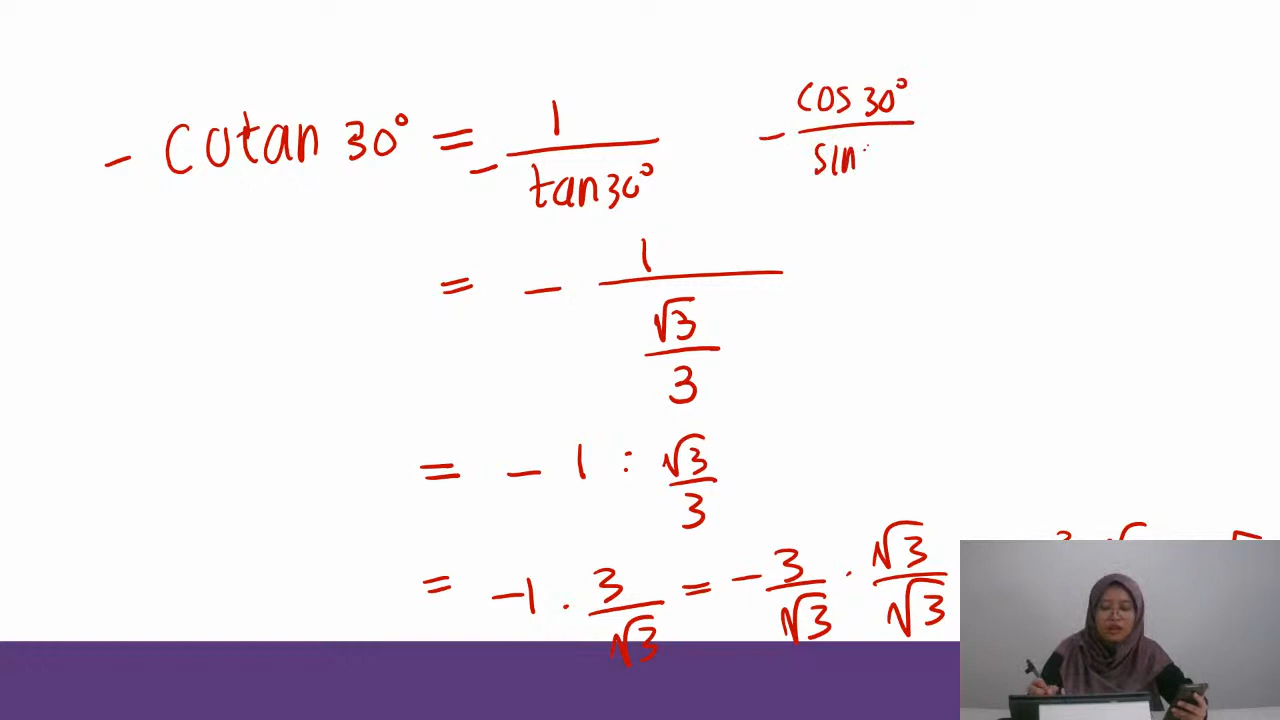 - cotan 30° = - 1/tan 30° - cos 30°/sin
= - 1/(√3/3)
= - 1 : √3/3
= -1 . 3/√3 = - 3/√3 . √3/√3